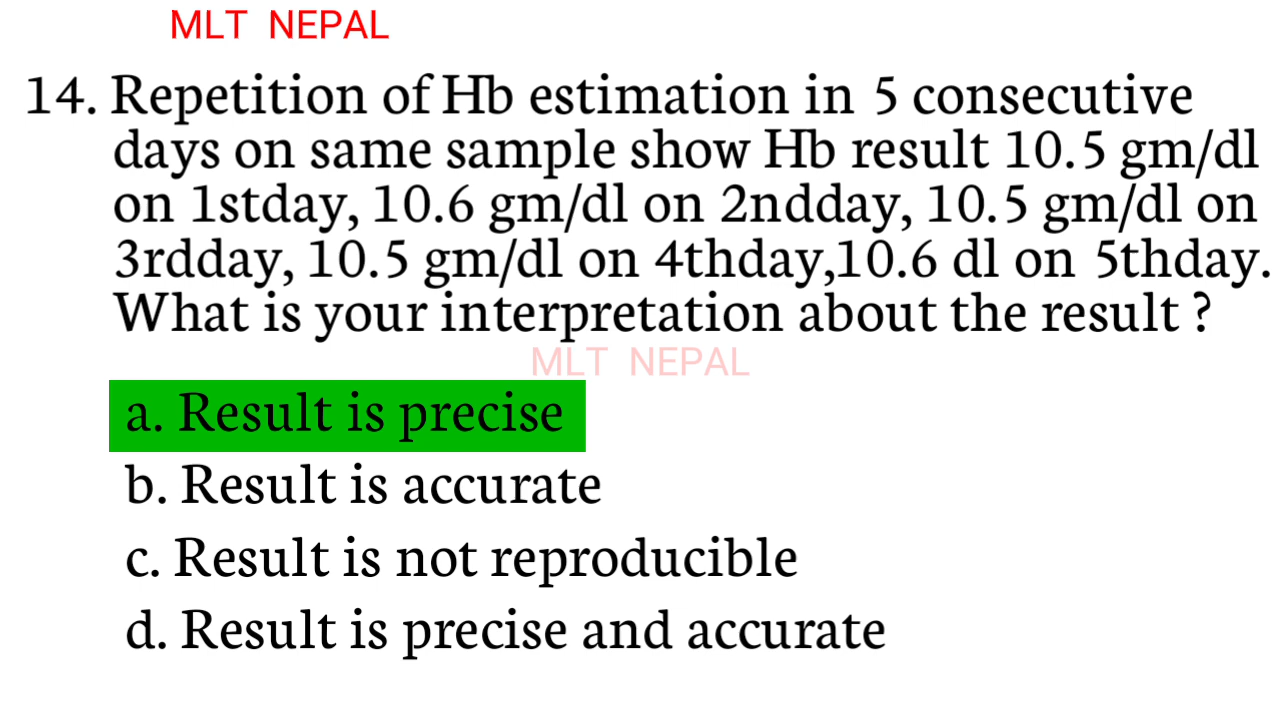 MLT NEPAL
14. Repetition of Hb estimation in 5 consecutive
days on same sample show Hb result 10.5 gm/dl
on 1stday, 10.6 gm/dl on 2ndday, 10.5 gm/dl on
3rdday, 10.5 gm/dl on 4thday,10.6 dl on 5thday.
What is your interpretation about the result ?
MLT NEPAL
a. Result is precise
b. Result is accurate
c. Result is not reproducible
d. Result is precise and accurate